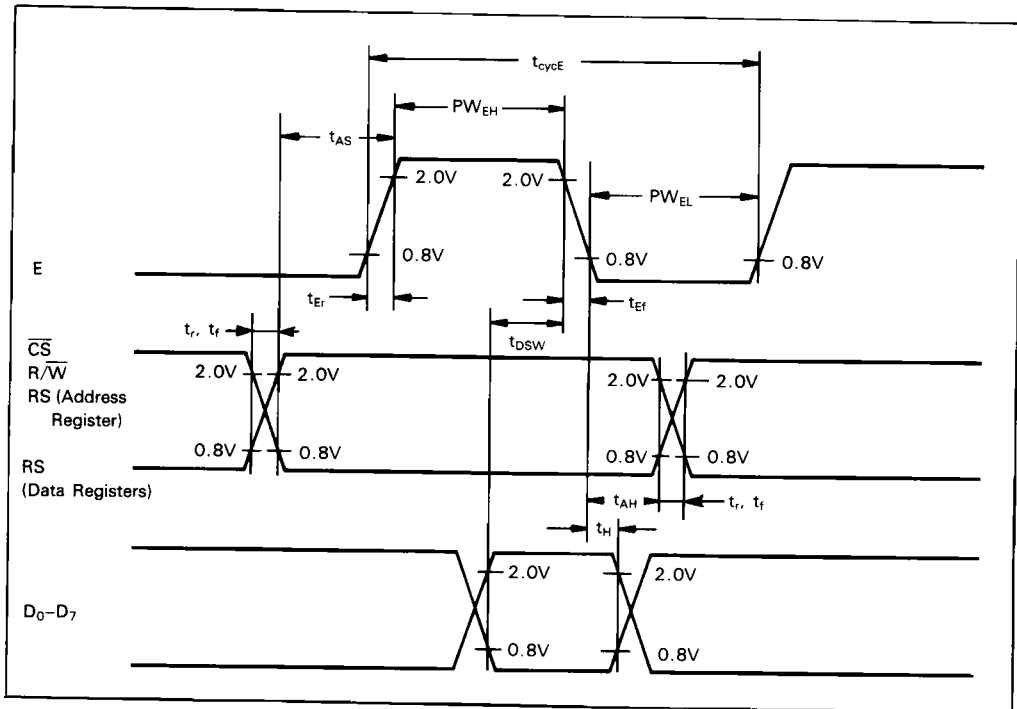 t_cycE
PW_EH
t_AS
2.0V 2.0V
PW_EL
E
0.8V 0.8V 0.8V
t_Er t_Ef
t_r, t_f
t_DSW
C̅S̅
R/W̅ 2.0V 2.0V 2.0V 2.0V
RS (Address
Register)
0.8V 0.8V 0.8V 0.8V
RS
(Data Registers)
t_AH t_r, t_f
t_H
2.0V 2.0V
D₀–D₇
0.8V 0.8V